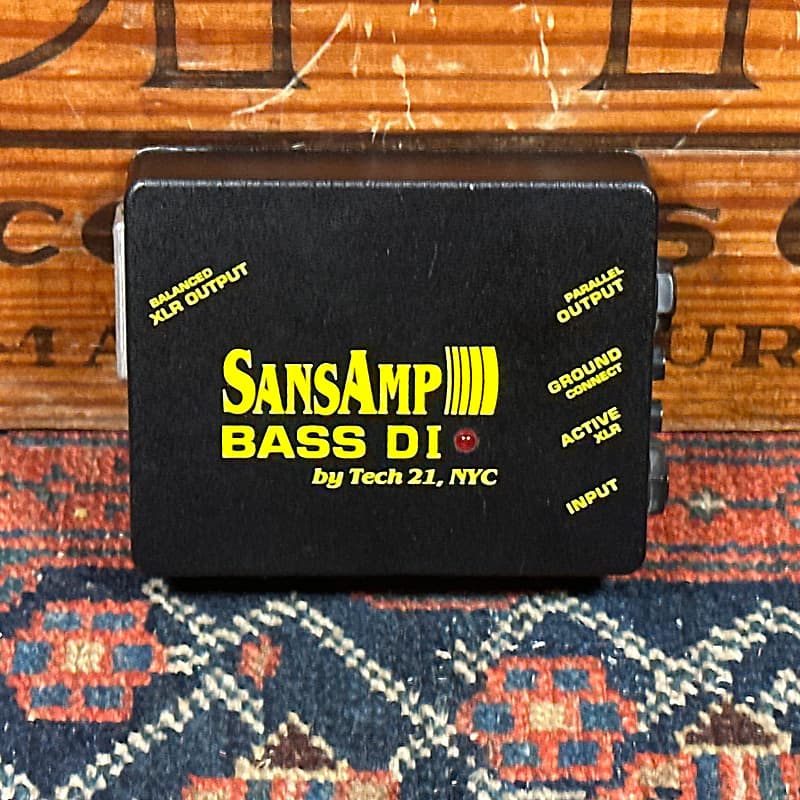 BALANCED
XLR OUTPUT
PARALLEL
OUTPUT
GROUND
CONNECT
ACTIVE
XLR
INPUT
SANSAMP
BASS DI
by Tech 21, NYC